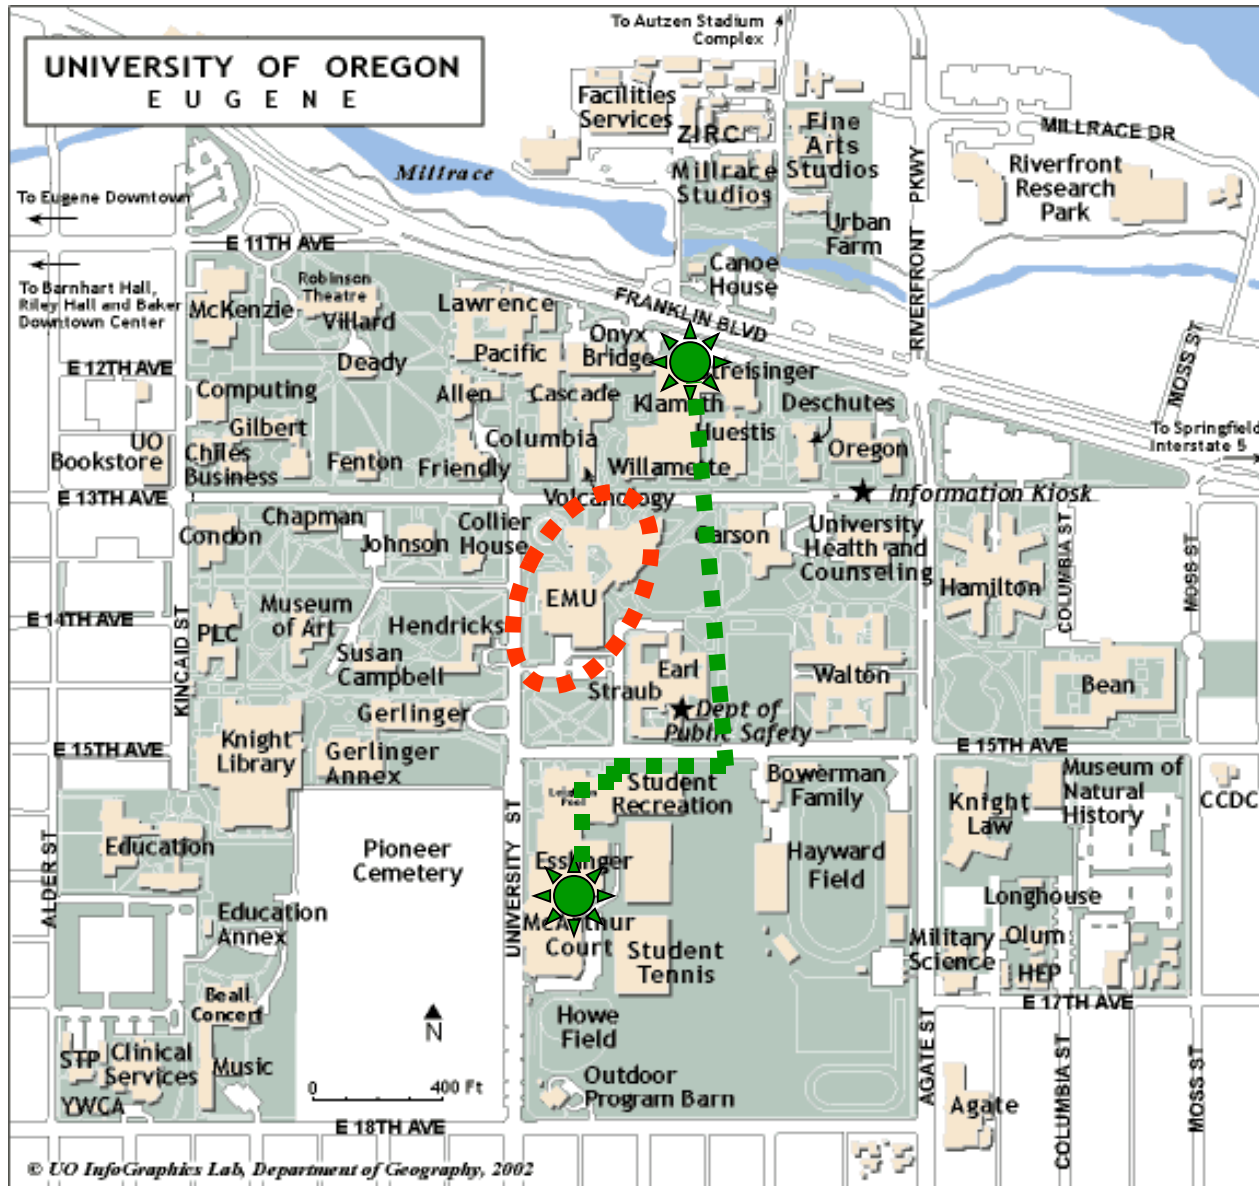 UNIVERSITY OF OREGON
EUGENE
To Autzen Stadium
Complex
Facilities
Services
ZIRC
Fine
Arts
Studios
Millrace
Studios
Urban
Farm
Canoe
House
RIVERFRONT PKWY
MILLRACE DR
Riverfront
Research
Park
Millrace
To Eugene Downtown
E 11TH AVE
To Barnhart Hall,
Riley Hall and Baker
Downtown Center
FRANKLIN BLVD
MOSS ST
McKenzie
Robinson
Theatre
Villard
Deady
Lawrence
Pacific
Onyx
Bridge
Streisinger
E 12TH AVE
Computing
Allen
Cascade
Klamath
Deschutes
Gilbert
Huestis
Oregon
UO
Bookstore
Chiles
Business
Fenton
Friendly
Columbia
Willamette
To Springfield
Interstate 5
E 13TH AVE
Volcanology
Information Kiosk
Condon
Chapman
Johnson
Collier
House
Carson
University
Health and
Counseling
Hamilton
COLUMBIA ST
MOSS ST
EMU
E 14TH AVE
KINCAID ST
PLC
Museum
of Art
Hendricks
Susan
Campbell
Earl
Straub
Walton
Bean
Gerlinger
Dept of
Public Safety
E 15TH AVE
Knight
Library
Gerlinger
Annex
E 15TH AVE
Student
Recreation
Bowerman
Family
Knight
Law
Museum of
Natural
History
CCDC
ALDER ST
Education
Pioneer
Cemetery
UNIVERSITY ST
Esslinger
Hayward
Field
Longhouse
Education
Annex
McArthur
Court
Student
Tennis
Military
Science
Olum
HEP
E 17TH AVE
Beall
Concert
N
Howe
Field
AGATE ST
COLUMBIA ST
MOSS ST
STP
Clinical
Services
Music
YWCA
0 400 Ft
Outdoor
Program Barn
Agate
E 18TH AVE
© UO InfoGraphics Lab, Department of Geography, 2002